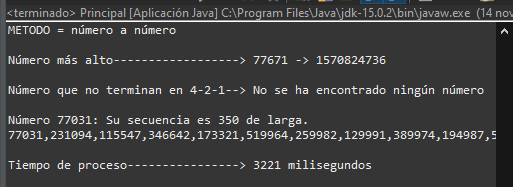 <terminado> Principal [Aplicación Java] C:\Program Files\Java\jdk-15.0.2\bin\javaw.exe (14 nov
METODO = número a número
Número más alto-----------------> 77671 -> 1570824736
Número que no terminan en 4-2-1--> No se ha encontrado ningún número
Número 77031: Su secuencia es 350 de larga.
77031,231094,115547,346642,173321,519964,259982,129991,389974,194987,5
Tiempo de proceso----------------> 3221 milisegundos